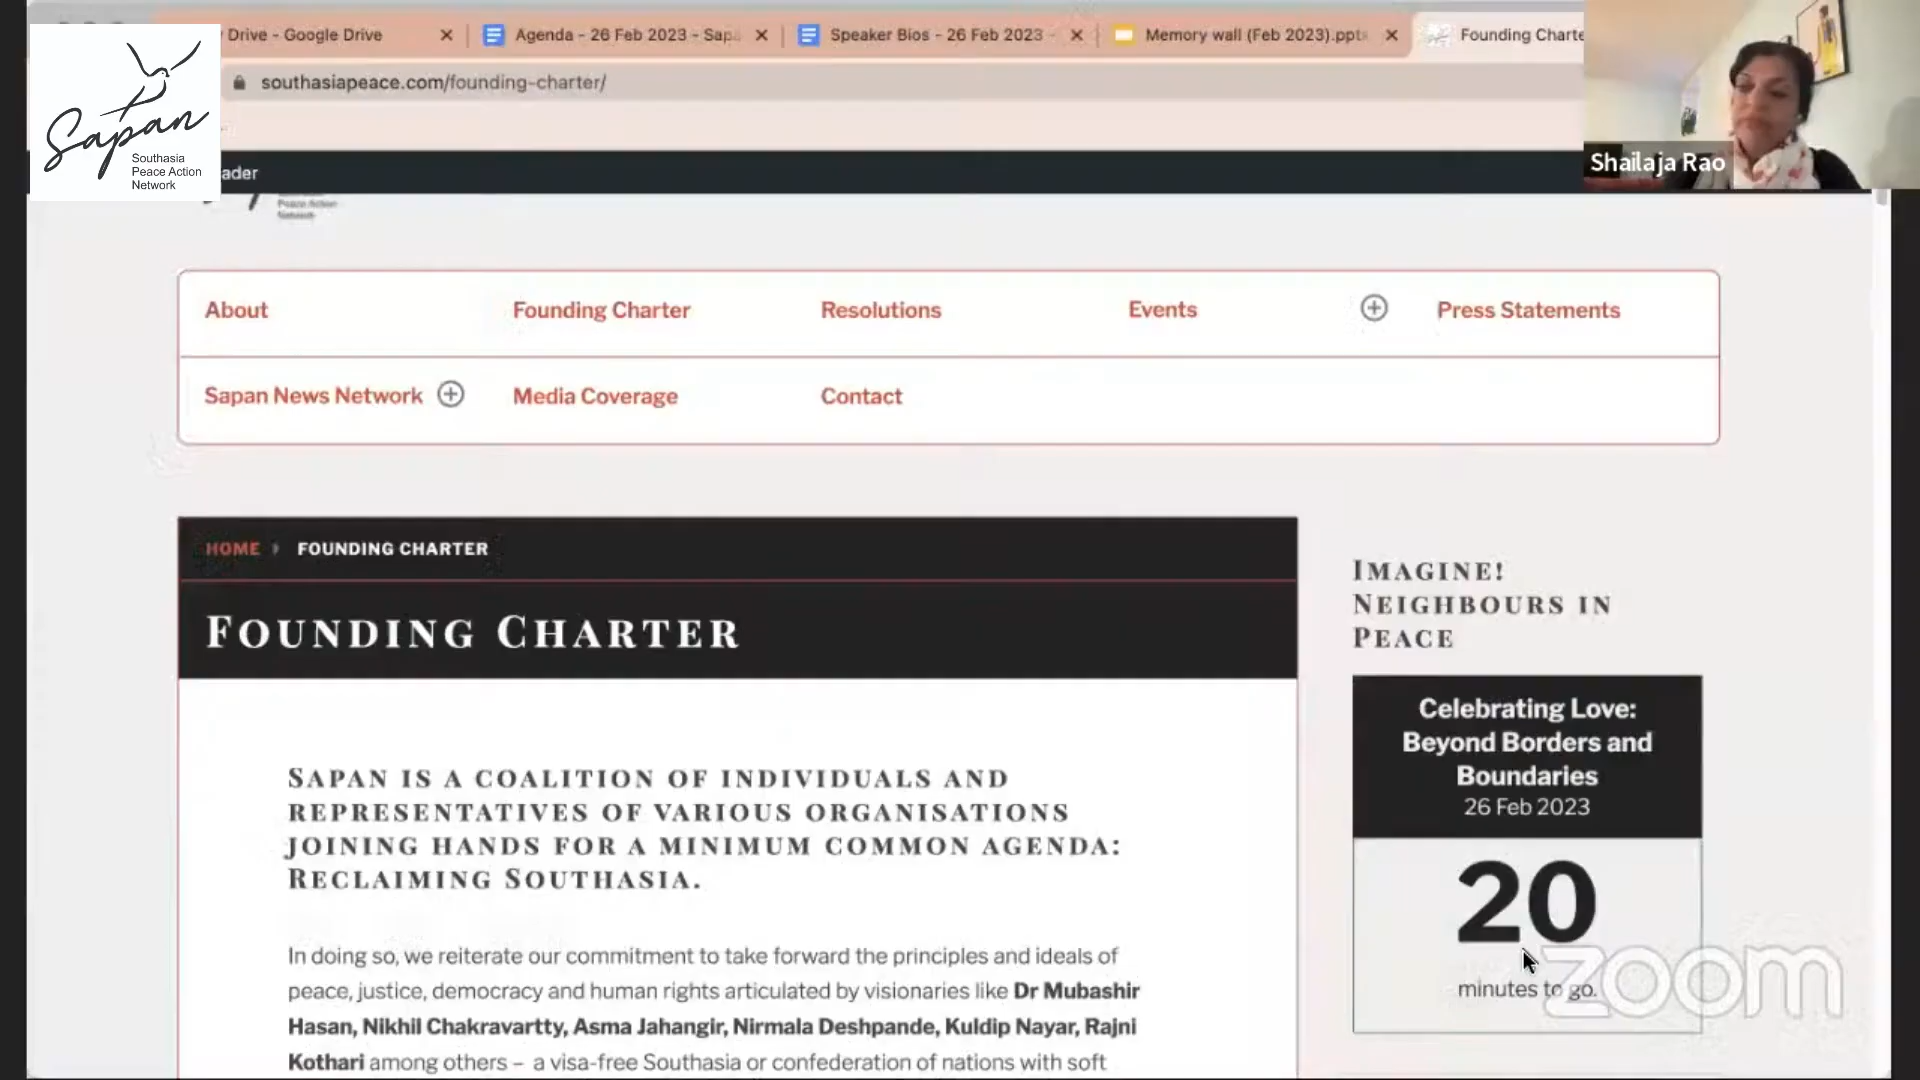 Drive - Google Drive
Agenda - 26 Feb 2023 - Sap
Speaker Bios - 26 Feb 2023 -
Memory wall (Feb 2023).ppt
Founding Charte
southasiapeace.com/founding-charter/
Sapan
Southasia
Peace Action
Network
ader
Peace Action
Network
Shailaja Rao
About
Founding Charter
Resolutions
Events
Press Statements
Sapan News Network
Media Coverage
Contact
HOME
FOUNDING CHARTER
FOUNDING CHARTER
SAPAN IS A COALITION OF INDIVIDUALS AND
REPRESENTATIVES OF VARIOUS ORGANISATIONS
JOINING HANDS FOR A MINIMUM COMMON AGENDA:
RECLAIMING SOUTHASIA.
In doing so, we reiterate our commitment to take forward the principles and ideals of
peace, justice, democracy and human rights articulated by visionaries like Dr Mubashir
Hasan, Nikhil Chakravartty, Asma Jahangir, Nirmala Deshpande, Kuldip Nayar, Rajni
Kothari among others – a visa-free Southasia or confederation of nations with soft
IMAGINE!
NEIGHBOURS IN
PEACE
Celebrating Love:
Beyond Borders and
Boundaries
26 Feb 2023
20
minutes to go.
zoom